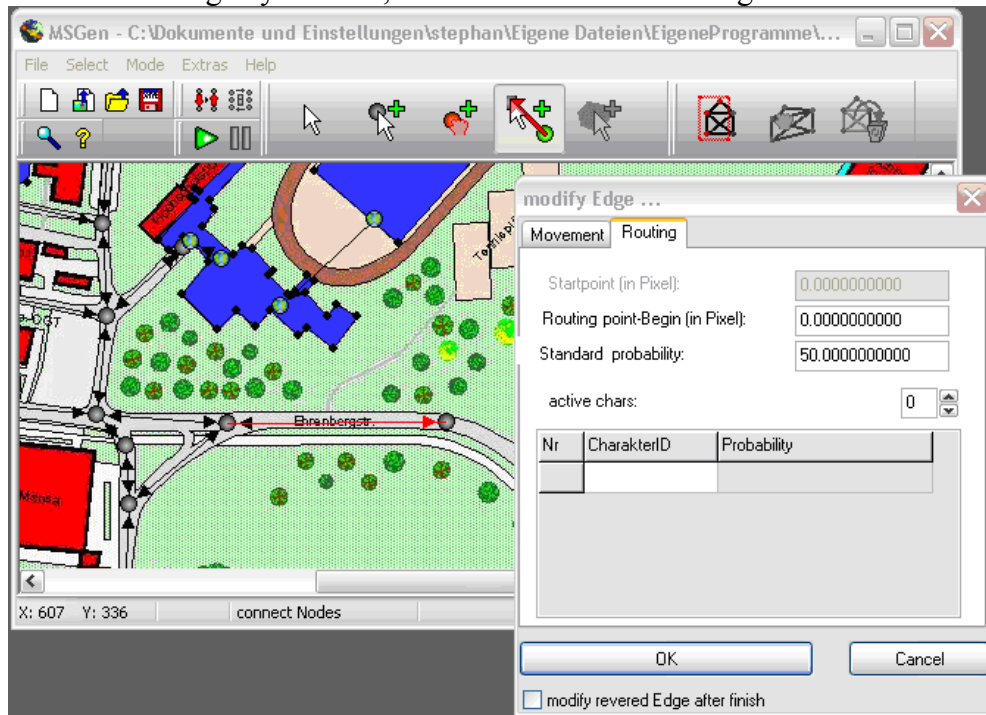 MSGen - C:\Dokumente und Einstellungen\stephan\Eigene Dateien\EigeneProgramme\...
File Select Mode Extras Help
modify Edge ...
Movement Routing
Startpoint (in Pixel): 0.0000000000
Routing point-Begin (in Pixel): 0.0000000000
Standard probability: 50.0000000000
active chars: 0
Nr CharakterID Probability
Ehrenbergstr.
Mensa
X: 607 Y: 336 connect Nodes
OK Cancel
modify revered Edge after finish